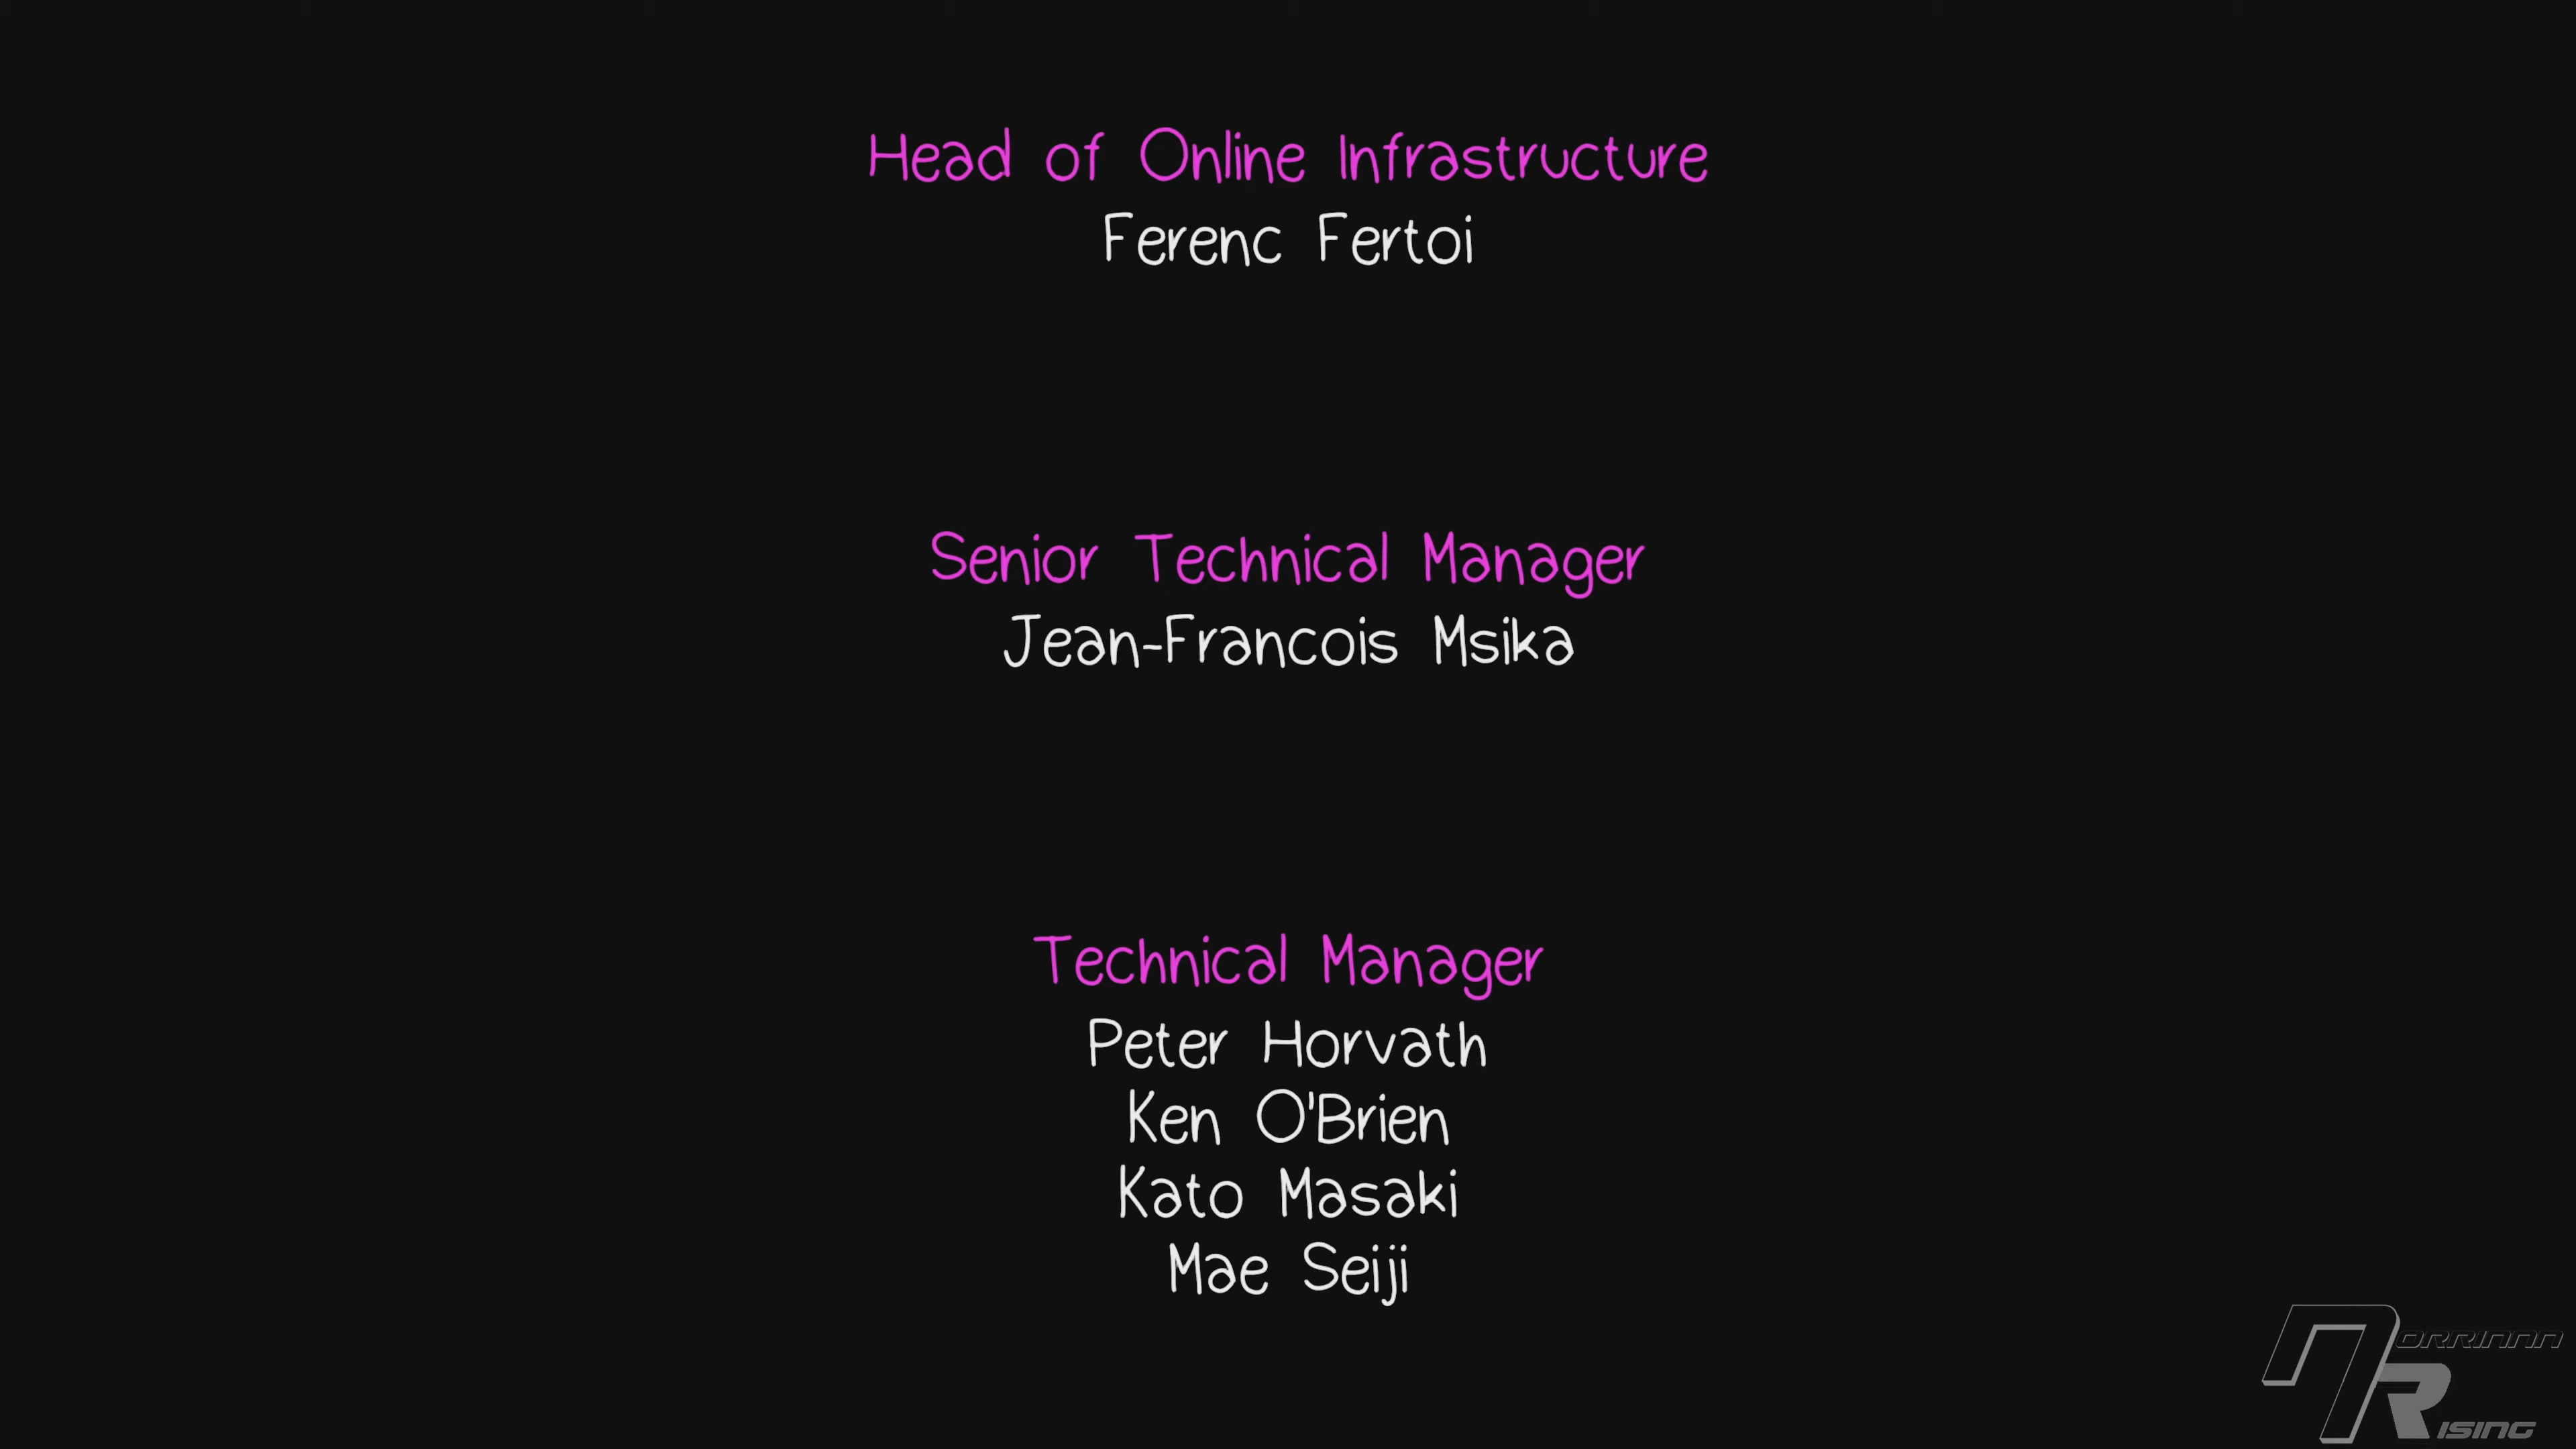 Head of Online Infrastructure
Ferenc Fertoi
Senior Technical Manager
Jean-Francois Msika
Technical Manager
Peter Horvath
Ken O'Brien
Kato Masaki
Mae Seiji